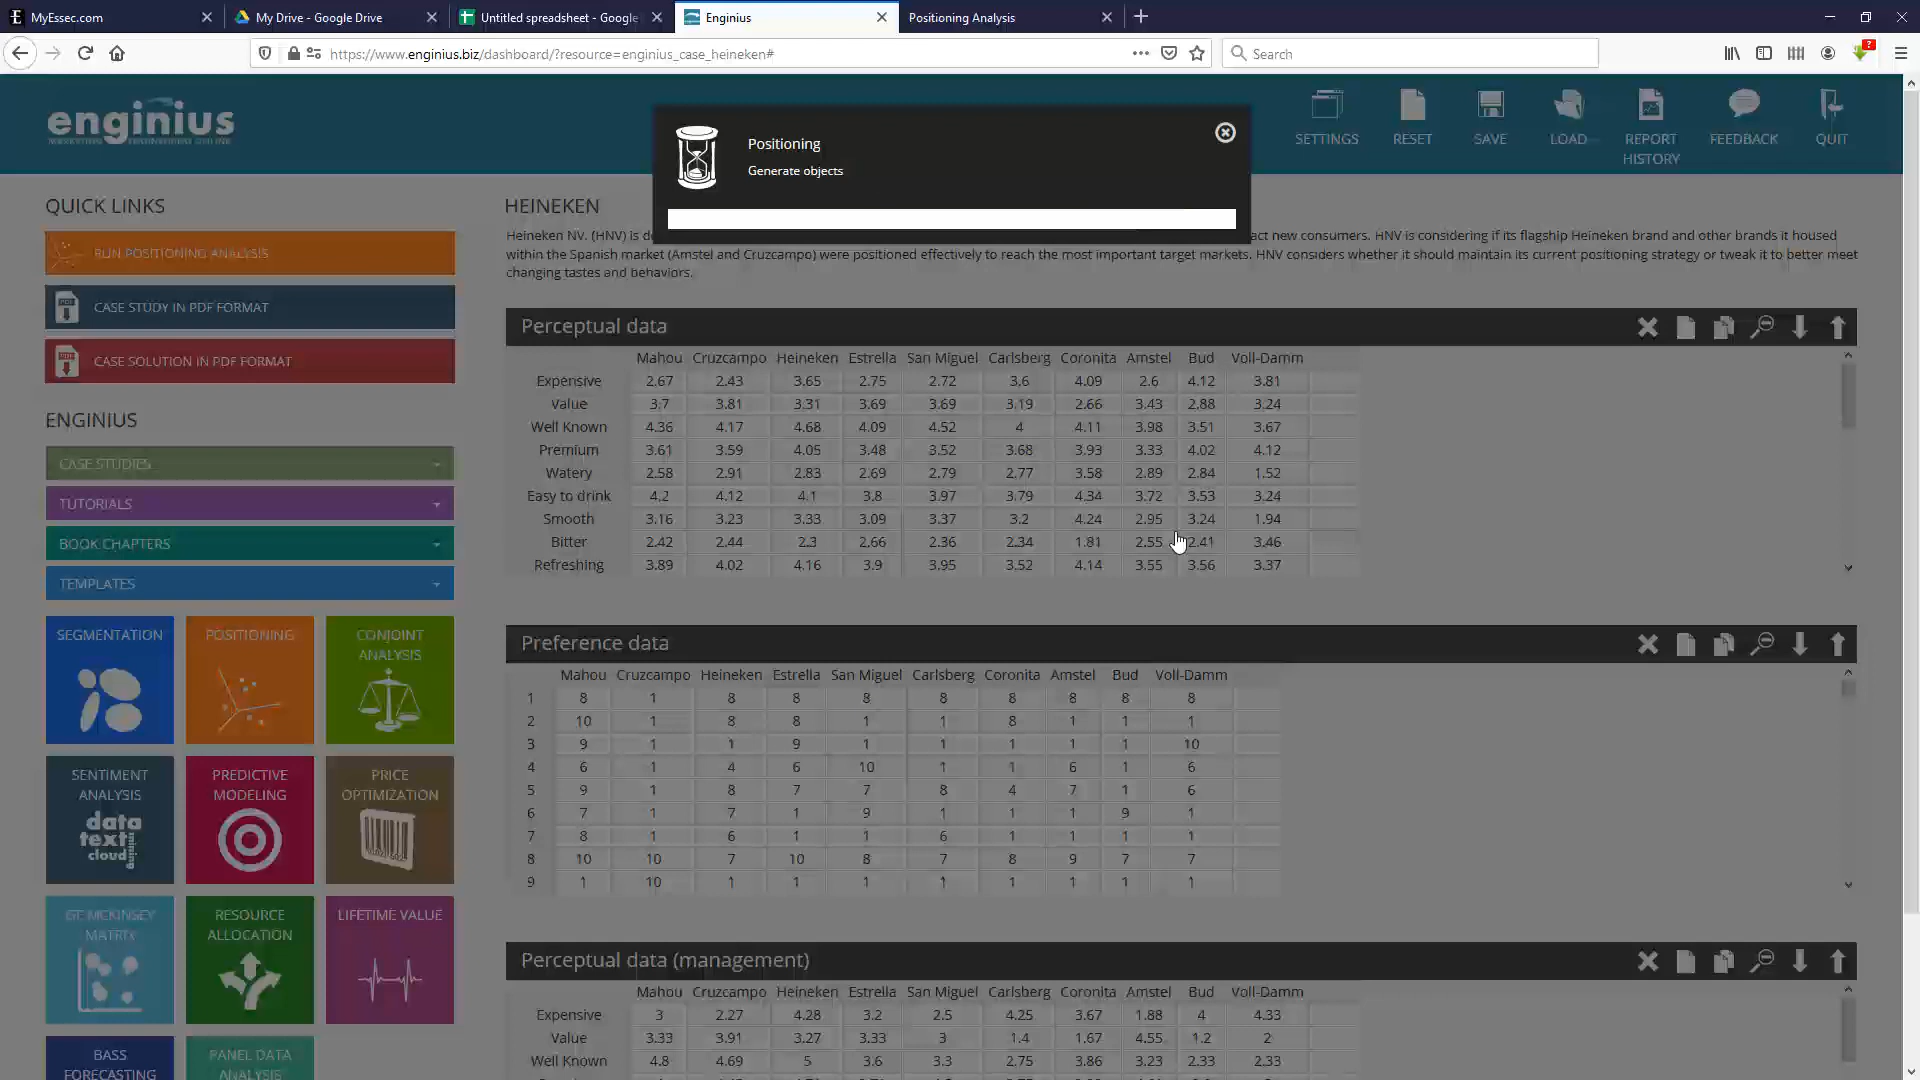 MyEssec.com
My Drive - Google Drive
Untitled spreadsheet - Google
Enginius
Positioning Analysis
https://www.enginius.biz/dashboard/?resource=enginius_case_heineken#
Search
enginius
SETTINGS
RESET
SAVE
LOAD
REPORT HISTORY
FEEDBACK
QUIT
Positioning
Generate objects
QUICK LINKS
RUN POSITIONING ANALYSIS
CASE STUDY IN PDF FORMAT
CASE SOLUTION IN PDF FORMAT
ENGINIUS
CASE STUDIES
TUTORIALS
BOOK CHAPTERS
TEMPLATES
SEGMENTATION
POSITIONING
CONJOINT ANALYSIS
SENTIMENT ANALYSIS
data
text mining
cloud
PREDICTIVE MODELING
PRICE OPTIMIZATION
GE MCKINSEY MATRIX
RESOURCE ALLOCATION
LIFETIME VALUE
BASS FORECASTING
PANEL DATA ANALYSIS
HEINEKEN
Heineken NV. (HNV) is de act new consumers. HNV is considering if its flagship Heineken brand and other brands it housed
within the Spanish market (Amstel and Cruzcampo) were positioned effectively to reach the most important target markets. HNV considers whether it should maintain its current positioning strategy or tweak it to better meet
changing tastes and behaviors.
Perceptual data
Mahou Cruzcampo Heineken Estrella San Miguel Carlsberg Coronita Amstel Bud Voll-Damm
Expensive 2.67 2.43 3.65 2.75 2.72 3.6 4.09 2.6 4.12 3.81
Value 3.7 3.81 3.31 3.69 3.69 3.19 2.66 3.43 2.88 3.24
Well Known 4.36 4.17 4.68 4.09 4.52 4 4.11 3.98 3.51 3.67
Premium 3.61 3.59 4.05 3.48 3.52 3.68 3.93 3.33 4.02 4.12
Watery 2.58 2.91 2.83 2.69 2.79 2.77 3.58 2.89 2.84 1.52
Easy to drink 4.2 4.12 4.1 3.8 3.97 3.79 4.34 3.72 3.53 3.24
Smooth 3.16 3.23 3.33 3.09 3.37 3.2 4.24 2.95 3.24 1.94
Bitter 2.42 2.44 2.3 2.66 2.36 2.34 1.81 2.55 2.41 3.46
Refreshing 3.89 4.02 4.16 3.9 3.95 3.52 4.14 3.55 3.56 3.37
Preference data
Mahou Cruzcampo Heineken Estrella San Miguel Carlsberg Coronita Amstel Bud Voll-Damm
1 8 1 8 8 8 8 8 8 8 8
2 10 1 8 8 1 1 8 1 1 1
3 9 1 1 9 1 1 1 1 1 10
4 6 1 4 6 10 1 1 6 1 6
5 9 1 8 7 7 8 4 7 1 6
6 7 1 7 1 9 1 1 1 9 1
7 8 1 6 1 1 6 1 1 1 1
8 10 10 7 10 8 7 8 9 7 7
9 1 10 1 1 1 1 1 1 1 1
Perceptual data (management)
Mahou Cruzcampo Heineken Estrella San Miguel Carlsberg Coronita Amstel Bud Voll-Damm
Expensive 3 2.27 4.28 3.2 2.5 4.25 3.67 1.88 4 4.33
Value 3.33 3.91 3.27 3.33 3 1.4 1.67 4.55 1.2 2
Well Known 4.8 4.69 5 3.6 3.3 2.75 3.86 3.23 2.33 2.33